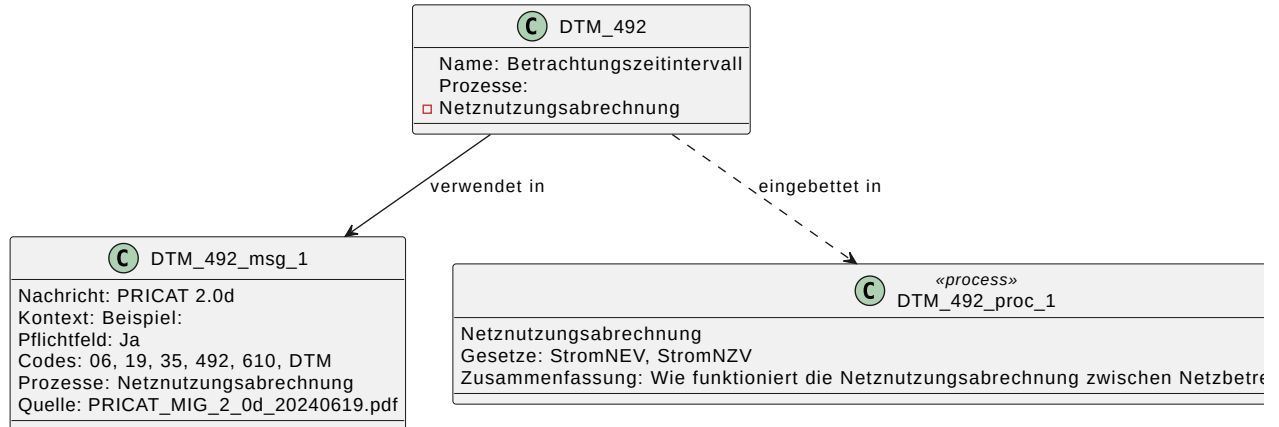 C DTM_492
Name: Betrachtungszeitintervall
Prozesse:
Netznutzungsabrechnung
verwendet in
eingebettet in
C DTM_492_msg_1
Nachricht: PRICAT 2.0d
Kontext: Beispiel:
Pflichtfeld: Ja
Codes: 06, 19, 35, 492, 610, DTM
Prozesse: Netznutzungsabrechnung
Quelle: PRICAT_MIG_2_0d_20240619.pdf
«process»
C DTM_492_proc_1
Netznutzungsabrechnung
Gesetze: StromNEV, StromNZV
Zusammenfassung: Wie funktioniert die Netznutzungsabrechnung zwischen Netzbetre